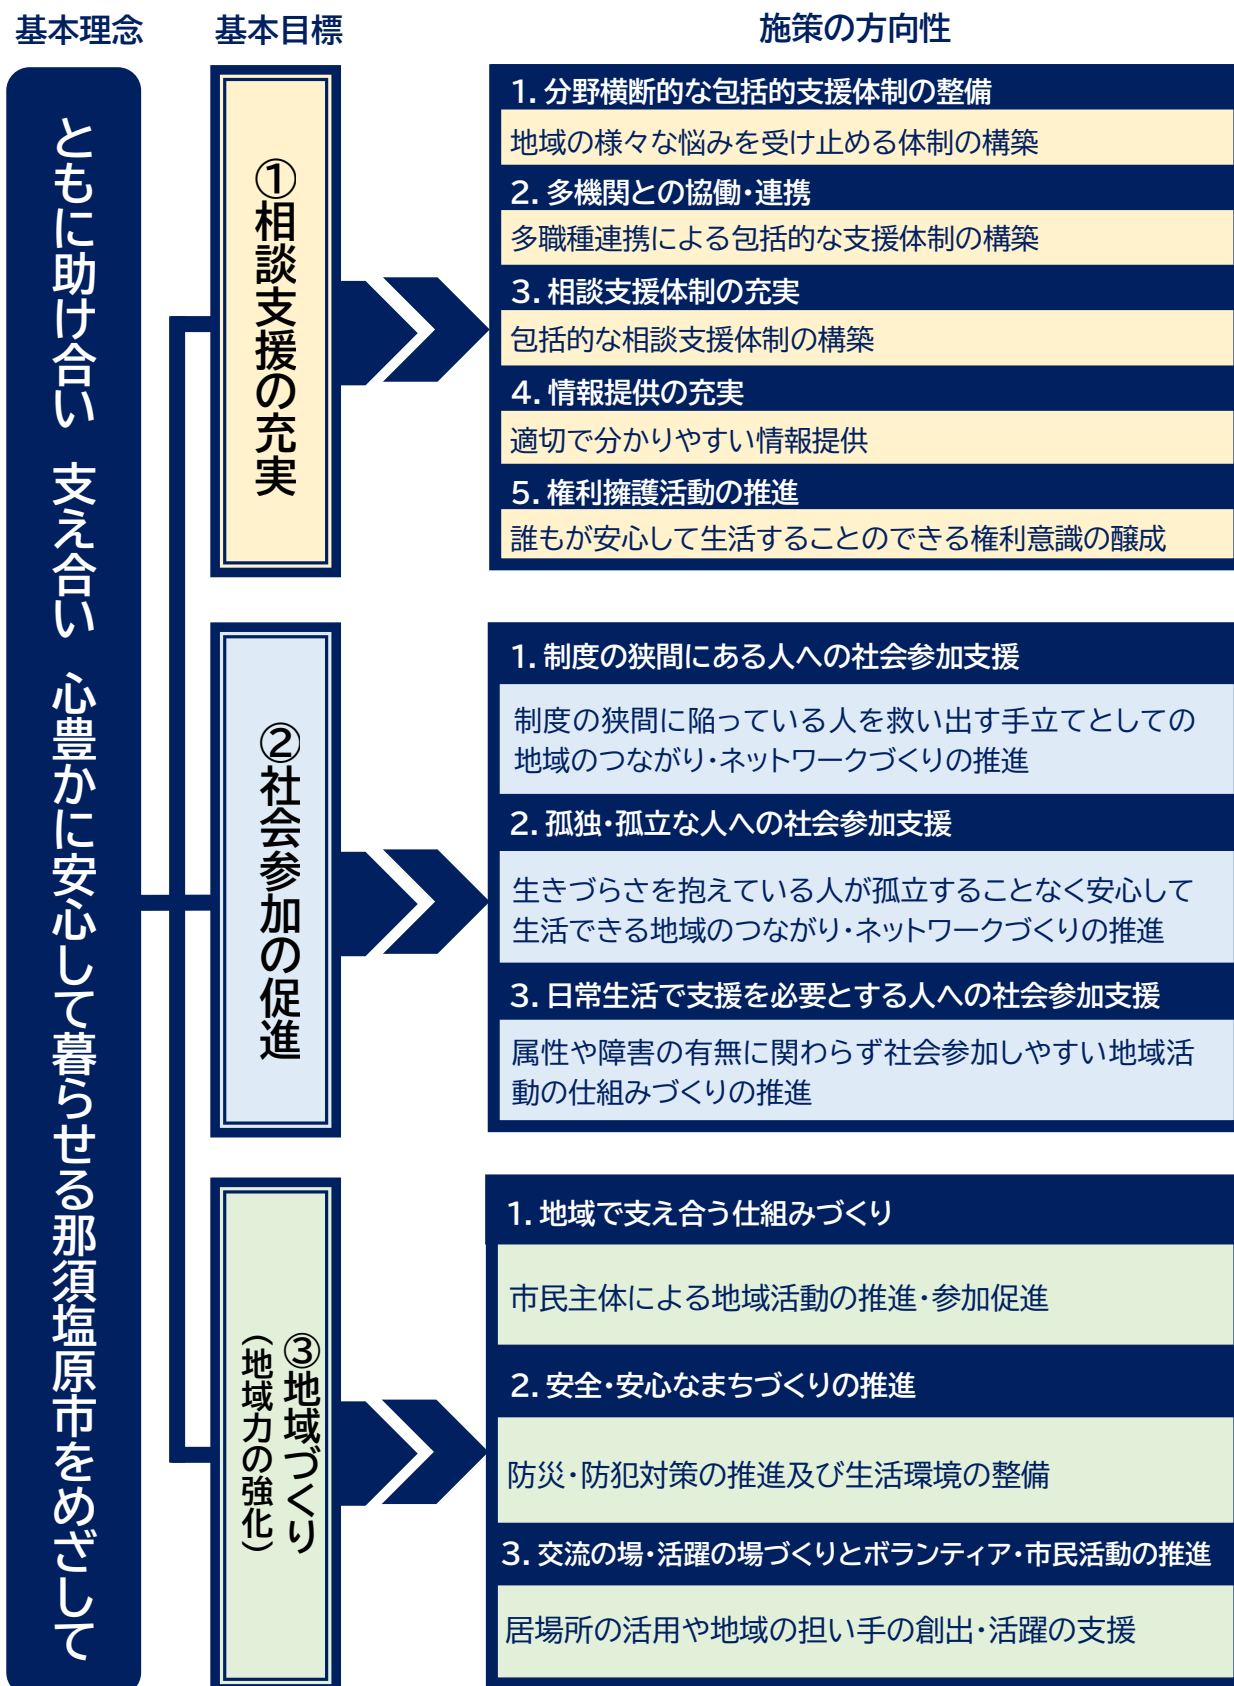 基本理念
基本目標
施策の方向性
ともに助け合い 支え合い 心豊かに安心して暮らせる那須塩原市をめざして
①相談支援の充実
1. 分野横断的な包括的支援体制の整備
地域の様々な悩みを受け止める体制の構築
2. 多機関との協働・連携
多職種連携による包括的な支援体制の構築
3. 相談支援体制の充実
包括的な相談支援体制の構築
4. 情報提供の充実
適切で分かりやすい情報提供
5. 権利擁護活動の推進
誰もが安心して生活することのできる権利意識の醸成
②社会参加の促進
1. 制度の狭間にある人への社会参加支援
制度の狭間に陥っている人を救い出す手立てとしての
地域のつながり・ネットワークづくりの推進
2. 孤独・孤立な人への社会参加支援
生きづらさを抱えている人が孤立することなく安心して
生活できる地域のつながり・ネットワークづくりの推進
3. 日常生活で支援を必要とする人への社会参加支援
属性や障害の有無に関わらず社会参加しやすい地域活
動の仕組みづくりの推進
③地域づくり
(地域力の強化)
1. 地域で支え合う仕組みづくり
市民主体による地域活動の推進・参加促進
2. 安全・安心なまちづくりの推進
防災・防犯対策の推進及び生活環境の整備
3. 交流の場・活躍の場づくりとボランティア・市民活動の推進
居場所の活用や地域の担い手の創出・活躍の支援